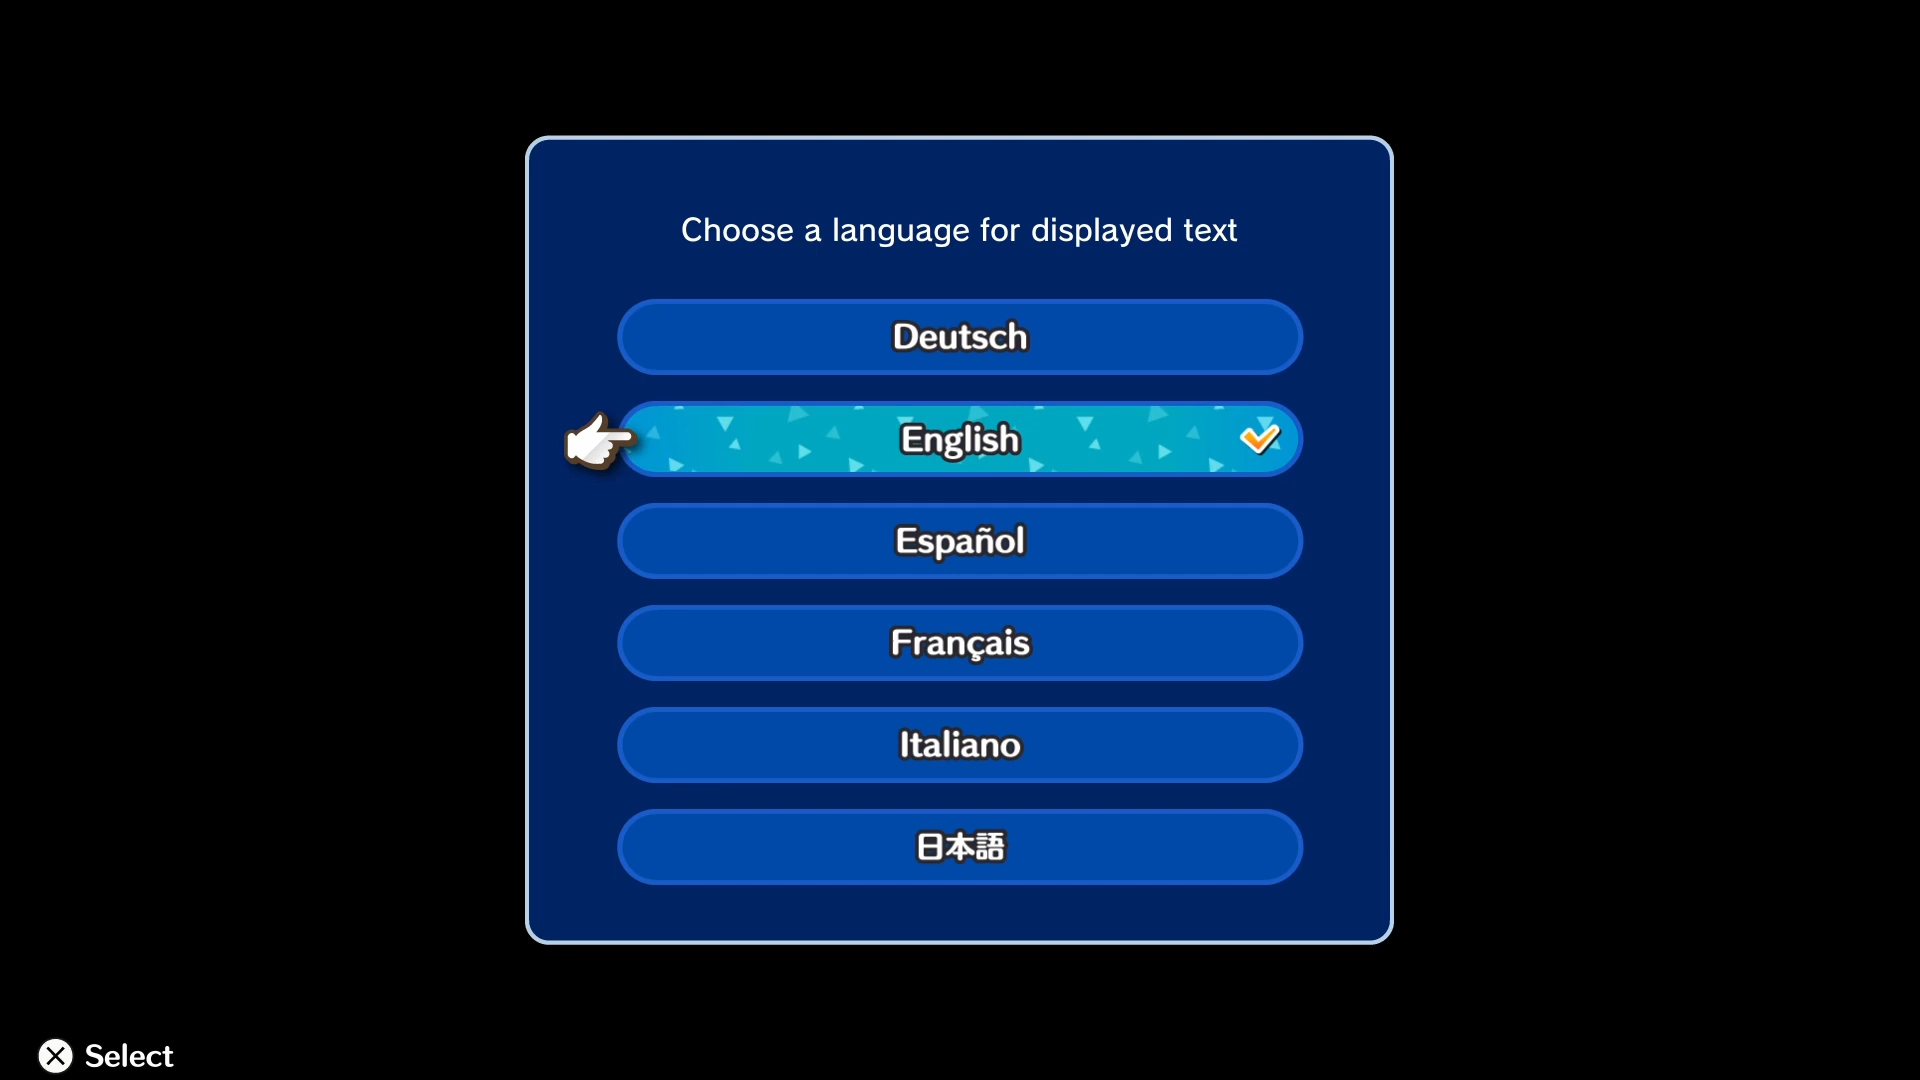 Choose a language for displayed text
Deutsch
English
Español
Français
Italiano
日本語
Select